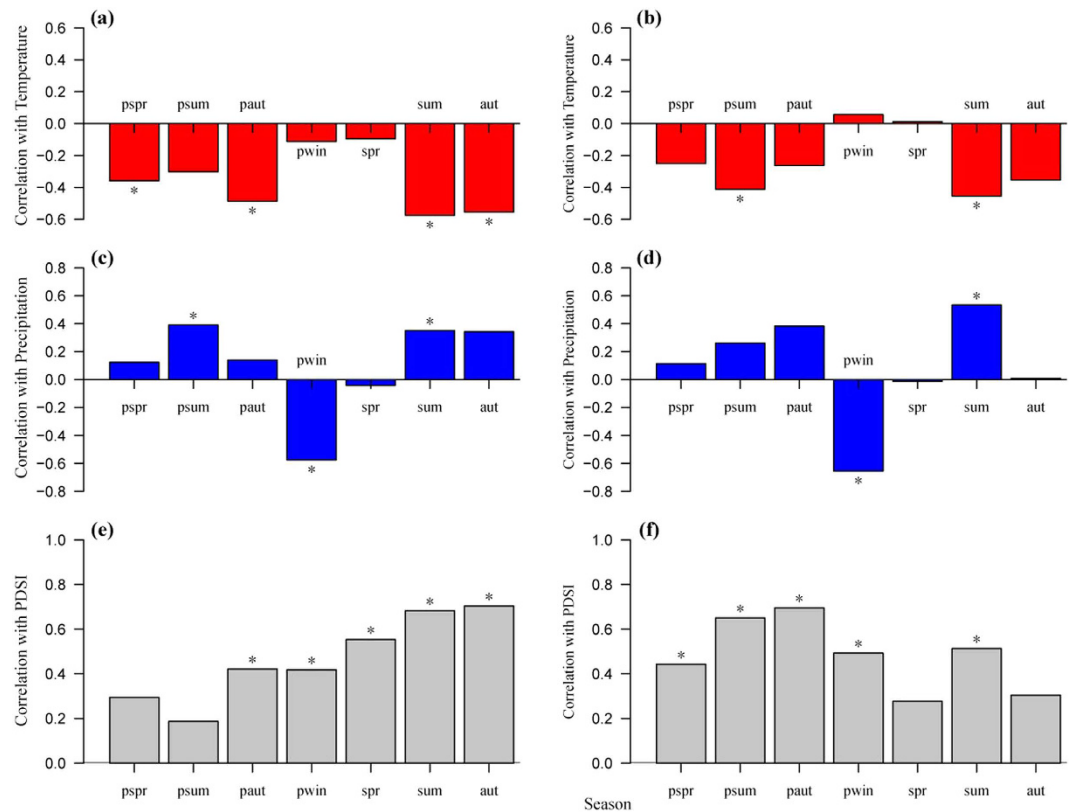 (a)
Correlation with Temperature
0.6
0.4
0.2
0.0
−0.2
−0.4
−0.6
pspr psum paut sum aut
pwin spr
* * * *
(b)
Correlation with Temperature
0.6
0.4
0.2
0.0
−0.2
−0.4
−0.6
pspr psum paut sum aut
pwin spr
* *
(c)
Correlation with Precipitation
0.8
0.6
0.4
0.2
0.0
−0.2
−0.4
−0.6
−0.8
* *
pwin
pspr psum paut spr sum aut
*
(d)
Correlation with Precipitation
0.8
0.6
0.4
0.2
0.0
−0.2
−0.4
−0.6
−0.8
*
pwin
pspr psum paut spr sum aut
*
(e)
Correlation with PDSI
1.0
0.8
0.6
0.4
0.2
0.0
* * * * *
pspr psum paut pwin spr sum aut
(f)
Correlation with PDSI
1.0
0.8
0.6
0.4
0.2
0.0
* * * * *
pspr psum paut pwin spr sum aut
Season